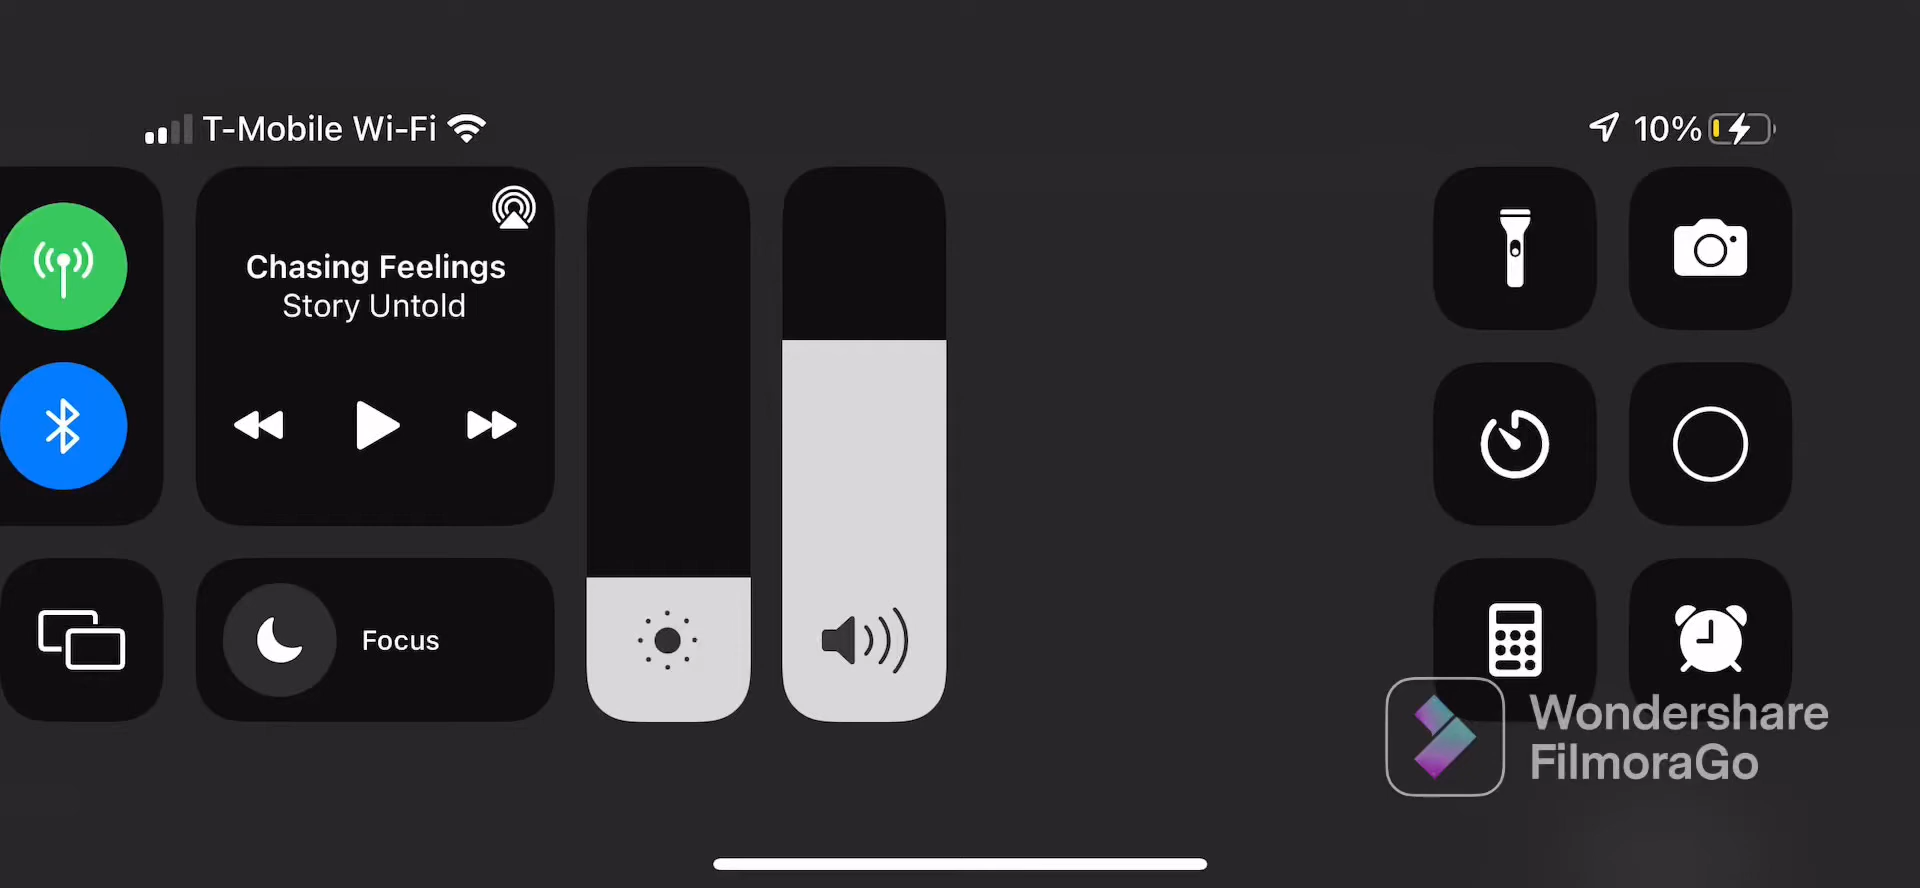 T-Mobile Wi-Fi
10%
Chasing Feelings
Story Untold
Focus
Wondershare
FilmoraGo